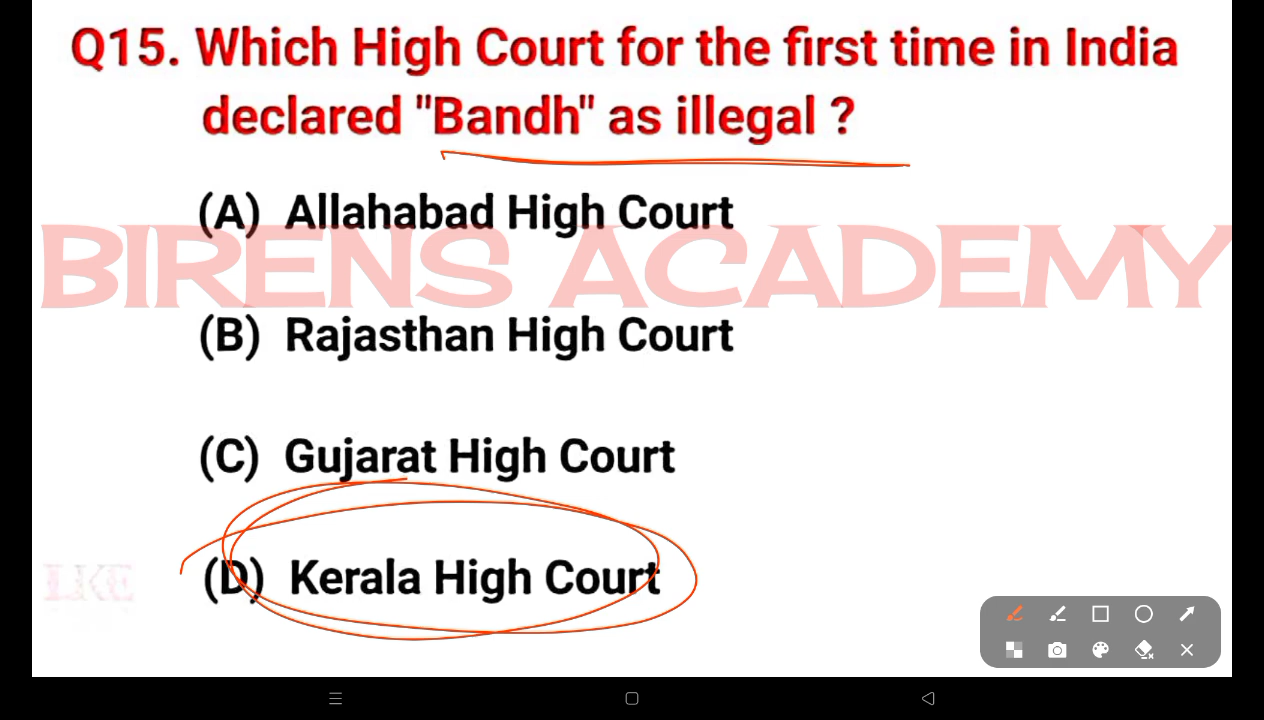 Q15. Which High Court for the first time in India
declared "Bandh" as illegal ?
(A) Allahabad High Court
BIRENS ACADEMY
(B) Rajasthan High Court
(C) Gujarat High Court
(D) Kerala High Court
LKE